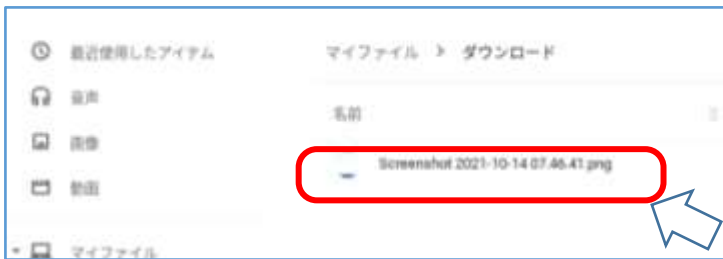 最近使用したアイテム
音声
画像
動画
マイファイル
マイファイル > ダウンロード
名前
Screenshot 2021-10-14 07.46.41.png